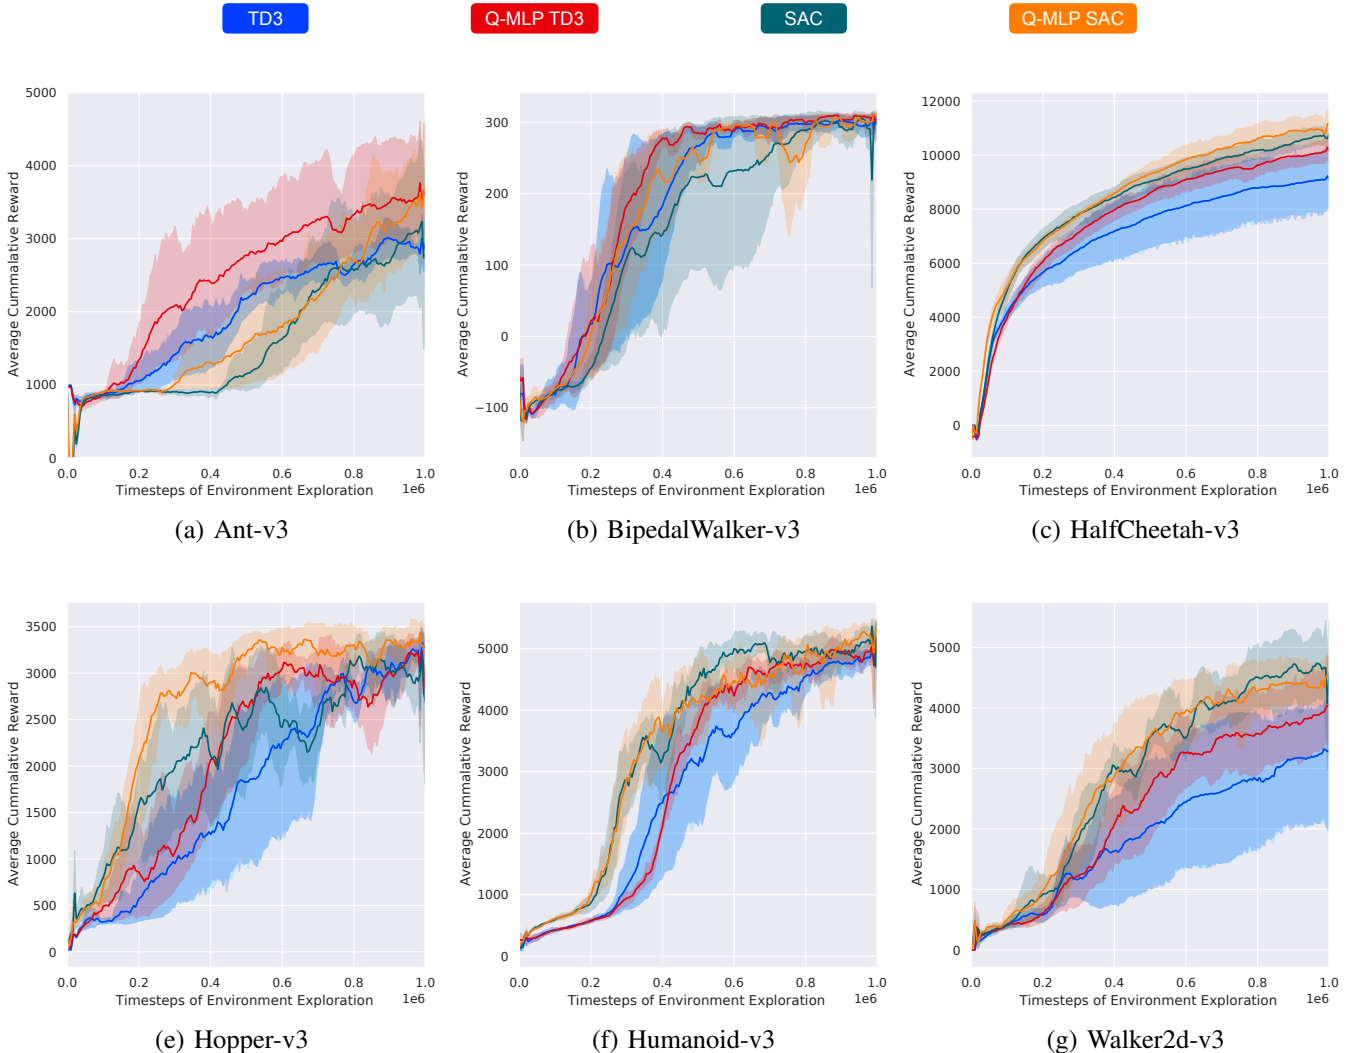 TD3 Q-MLP TD3 SAC Q-MLP SAC
5000
4000
3000
2000
1000
0
Average Cummalative Reward
0.0 0.2 0.4 0.6 0.8 1.0
Timesteps of Environment Exploration 1e6
(a) Ant-v3
300
200
100
0
−100
Average Cummalative Reward
0.0 0.2 0.4 0.6 0.8 1.0
Timesteps of Environment Exploration 1e6
(b) BipedalWalker-v3
12000
10000
8000
6000
4000
2000
0
Average Cummalative Reward
0.0 0.2 0.4 0.6 0.8 1.0
Timesteps of Environment Exploration 1e6
(c) HalfCheetah-v3
3500
3000
2500
2000
1500
1000
500
0
Average Cummalative Reward
0.0 0.2 0.4 0.6 0.8 1.0
Timesteps of Environment Exploration 1e6
(e) Hopper-v3
5000
4000
3000
2000
1000
0
Average Cummalative Reward
0.0 0.2 0.4 0.6 0.8 1.0
Timesteps of Environment Exploration 1e6
(f) Humanoid-v3
5000
4000
3000
2000
1000
0
Average Cummalative Reward
0.0 0.2 0.4 0.6 0.8 1.0
Timesteps of Environment Exploration 1e6
(g) Walker2d-v3